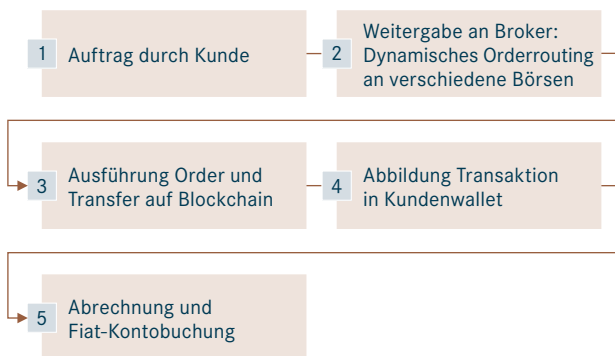 1 Auftrag durch Kunde
2 Weitergabe an Broker:
Dynamisches Orderrouting
an verschiedene Börsen
3 Ausführung Order und
Transfer auf Blockchain
4 Abbildung Transaktion
in Kundenwallet
5 Abrechnung und
Fiat-Kontobuchung